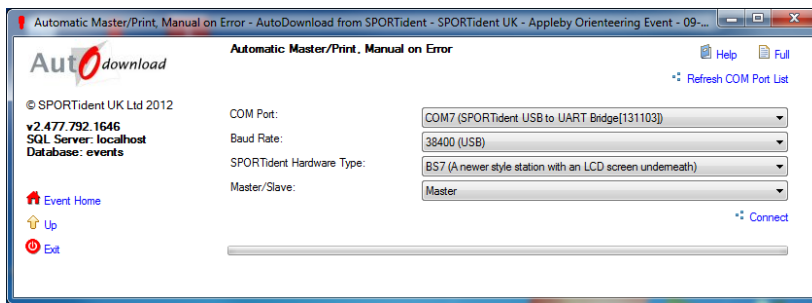 Automatic Master/Print, Manual on Error - AutoDownload from SPORTident - SPORTident UK - Appleby Orienteering Event - 09-...
Auto download
Automatic Master/Print, Manual on Error
Help
Full
Refresh COM Port List
© SPORTident UK Ltd 2012
v2.477.792.1646
SQL Server: localhost
Database: events
COM Port:
COM7 (SPORTident USB to UART Bridge[131103])
Baud Rate:
38400 (USB)
SPORTident Hardware Type:
BS7 (A newer style station with an LCD screen underneath)
Master/Slave:
Master
Event Home
Up
Exit
Connect